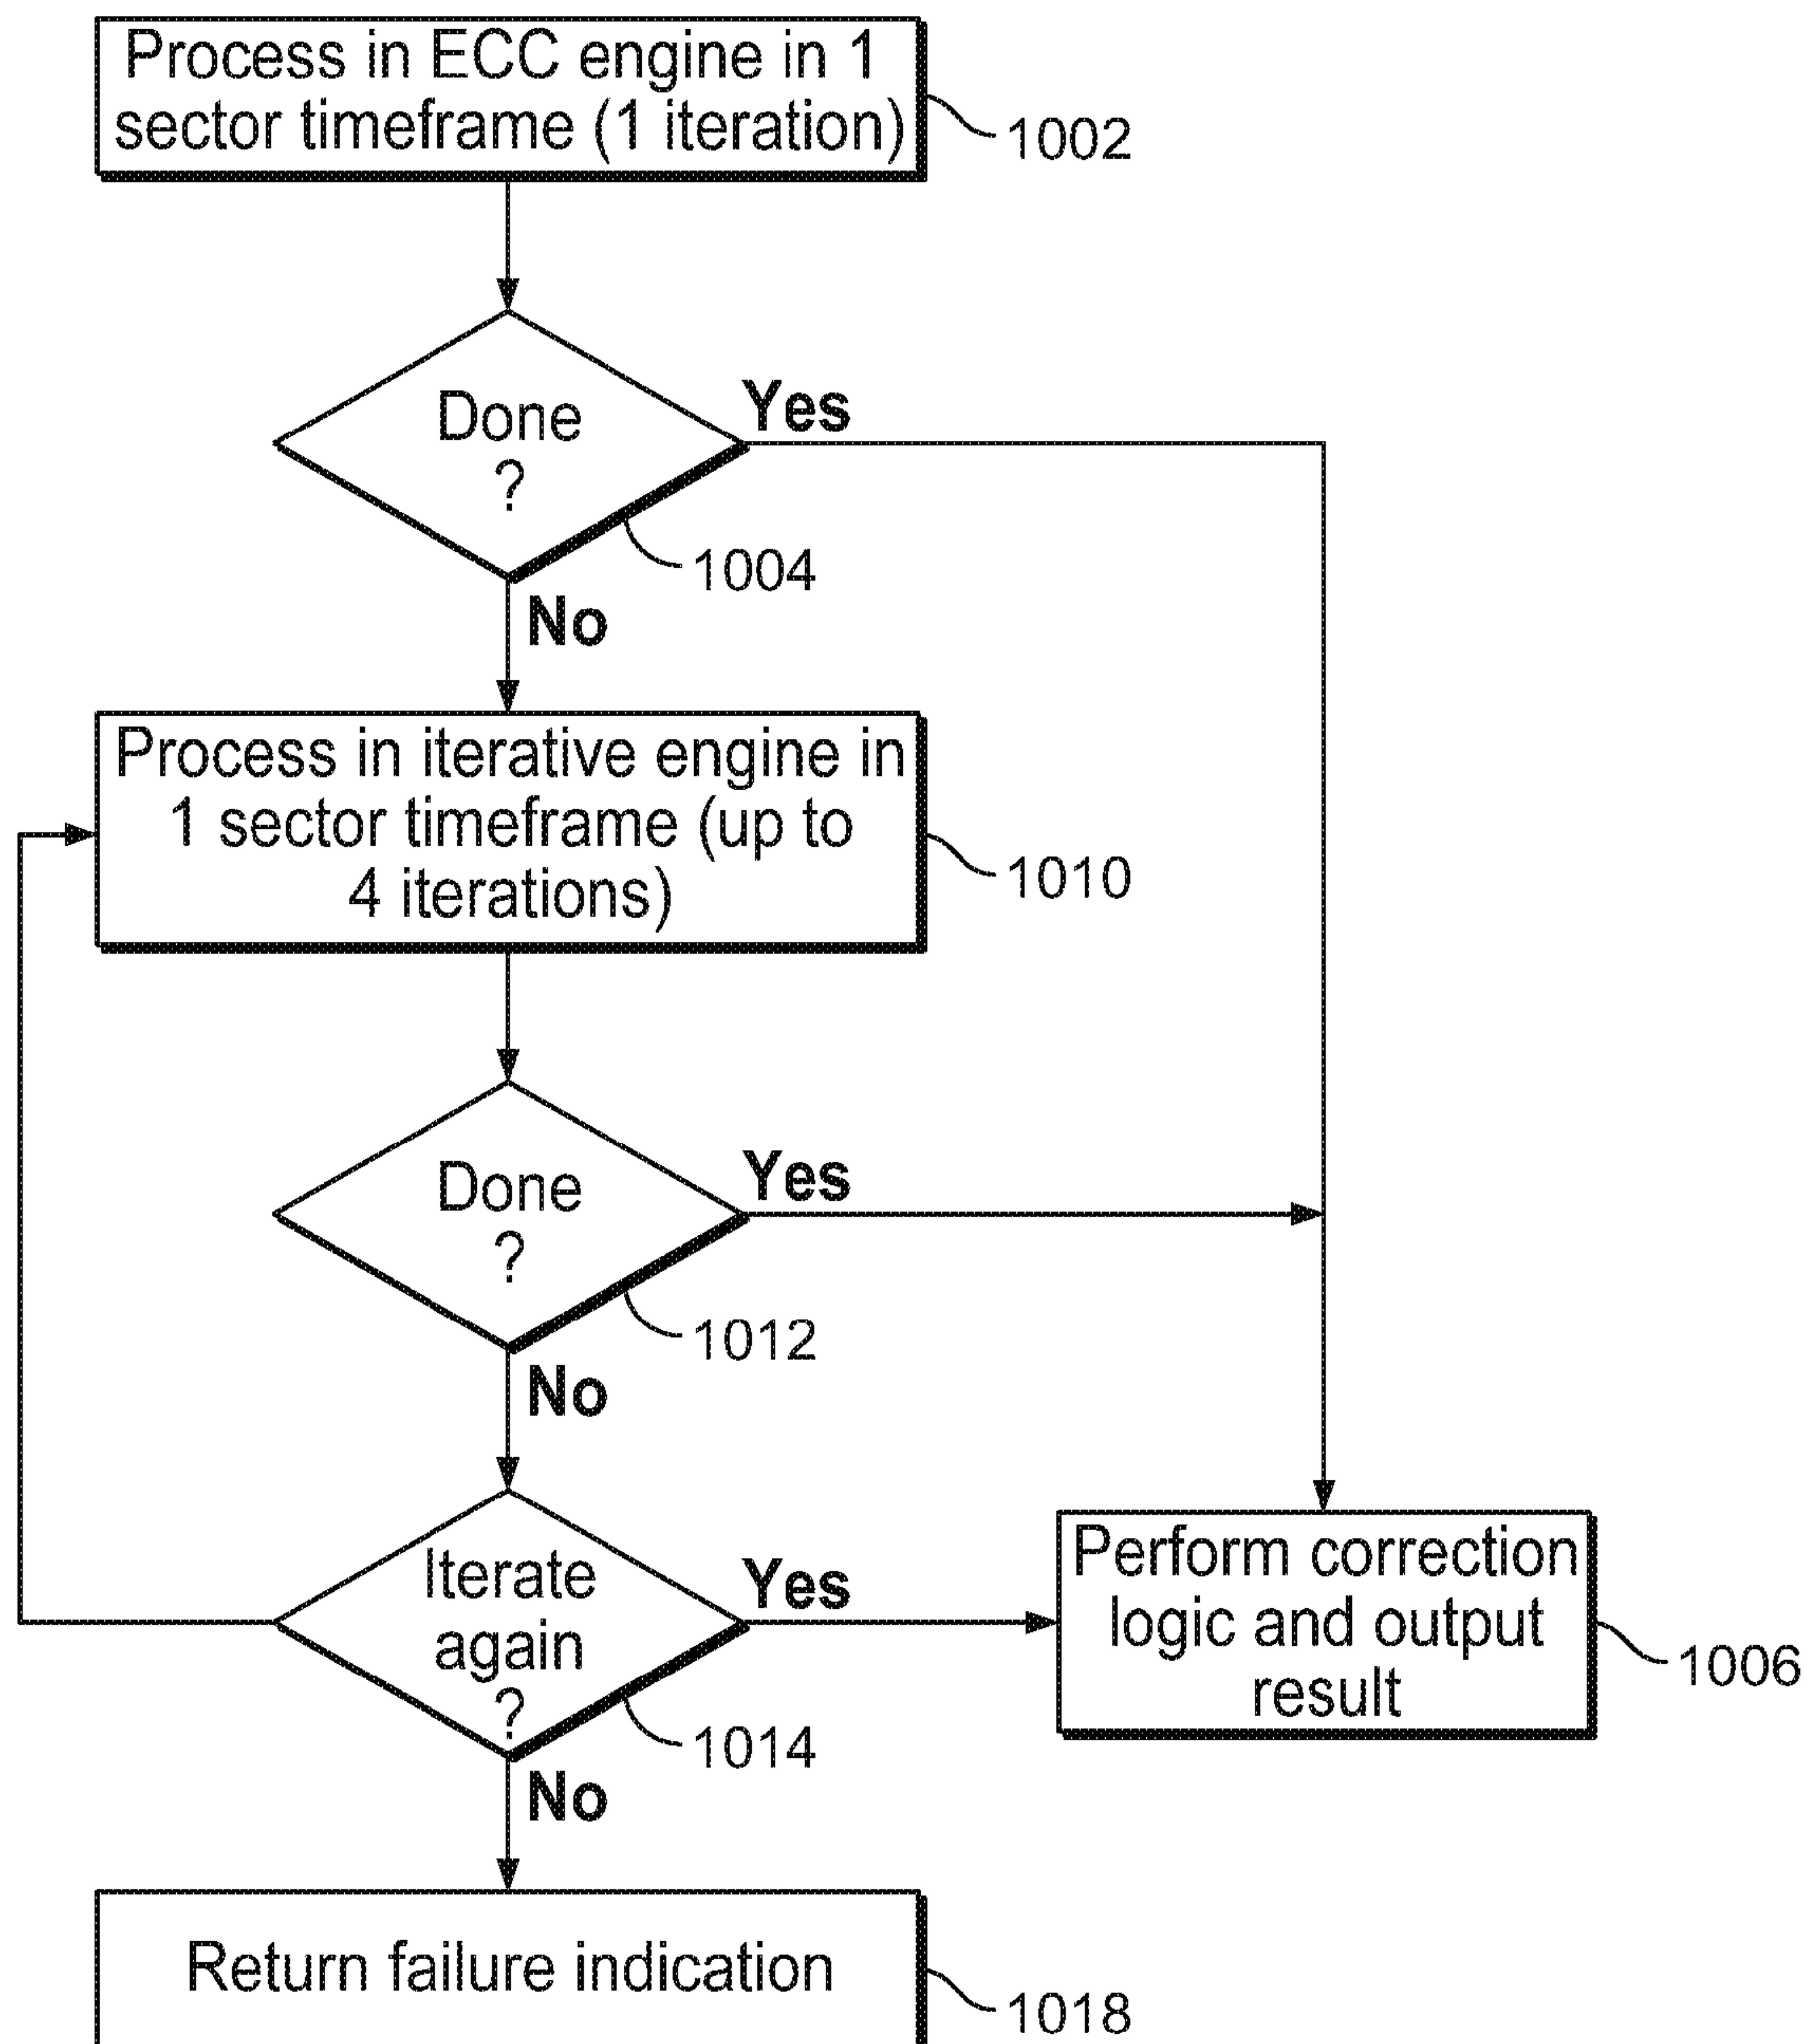 Process in ECC engine in 1
sector timeframe (1 iteration)
1002
Done
?
Yes
1004
No
Process in iterative engine in
1 sector timeframe (up to
4 iterations)
1010
Done
?
Yes
1012
No
Iterate
again
?
Yes
1014
No
Perform correction
logic and output
result
1006
Return failure indication
1018